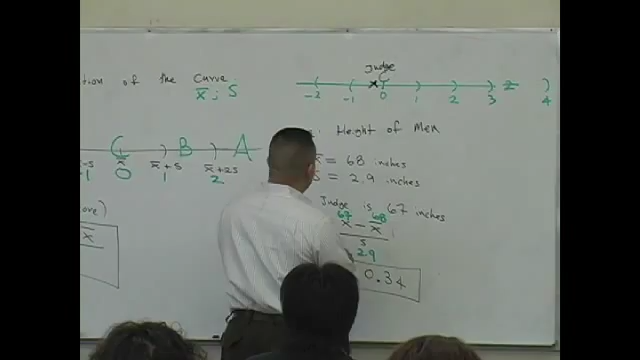 tion of the Curve
x̄ ; S
C B A
x̄ x̄+s x̄+2s
0 1 2
ove)
x̄
Judge
x
-2 -1 0 1 2 3 z 4
: Height of Men
x̄ = 68 inches
= 2.9 inches
Judge is 67 inches
67 68
x - x̄
s
2.9
0.34